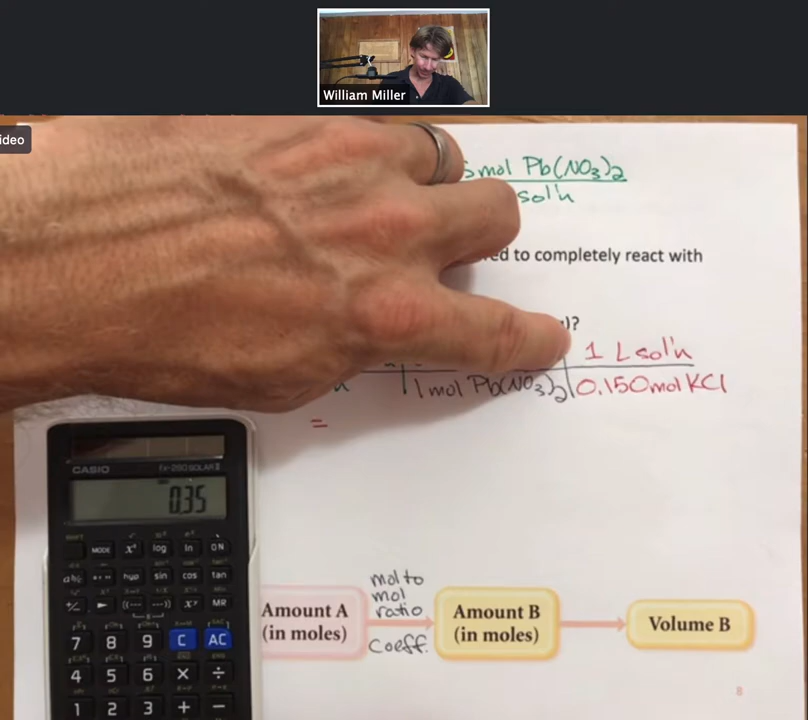 William Miller
ideo
mol Pb(NO₃)₂
sol'n
ed to completely react with
)?
1 L sol'n
1 mol Pb(NO₃)₂ 0.150 mol KCl
=
CASIO
fx-260 SOLAR II
0.35
MODE x² log ln ON
hyp sin cos tan
MR
7 8 9 C AC
4 5 6 × ÷
1 2 3 + −
mol to
mol
ratio
Amount A
(in moles)
coeff.
Amount B
(in moles)
Volume B
8